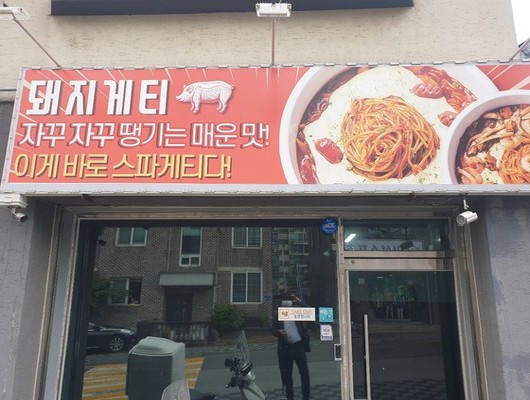 돼지게티
자꾸 자꾸 땡기는 매운 맛!
이게 바로 스파게티다!